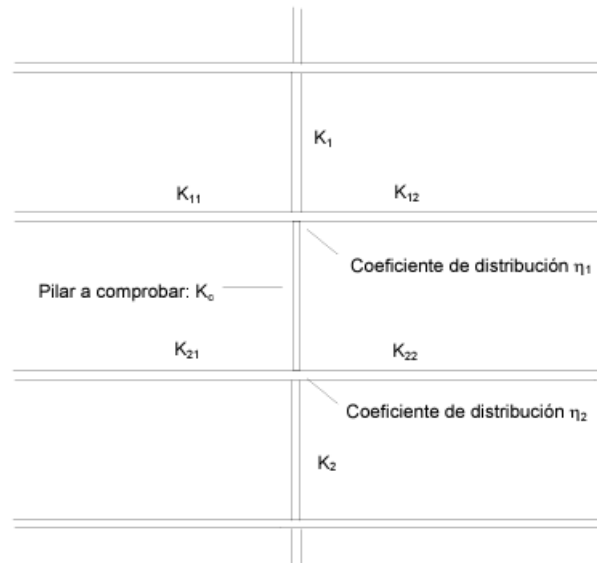 K₁
K₁₁ K₁₂
Coeficiente de distribución η₁
Pilar a comprobar: K꜀
K₂₁ K₂₂
Coeficiente de distribución η₂
K₂